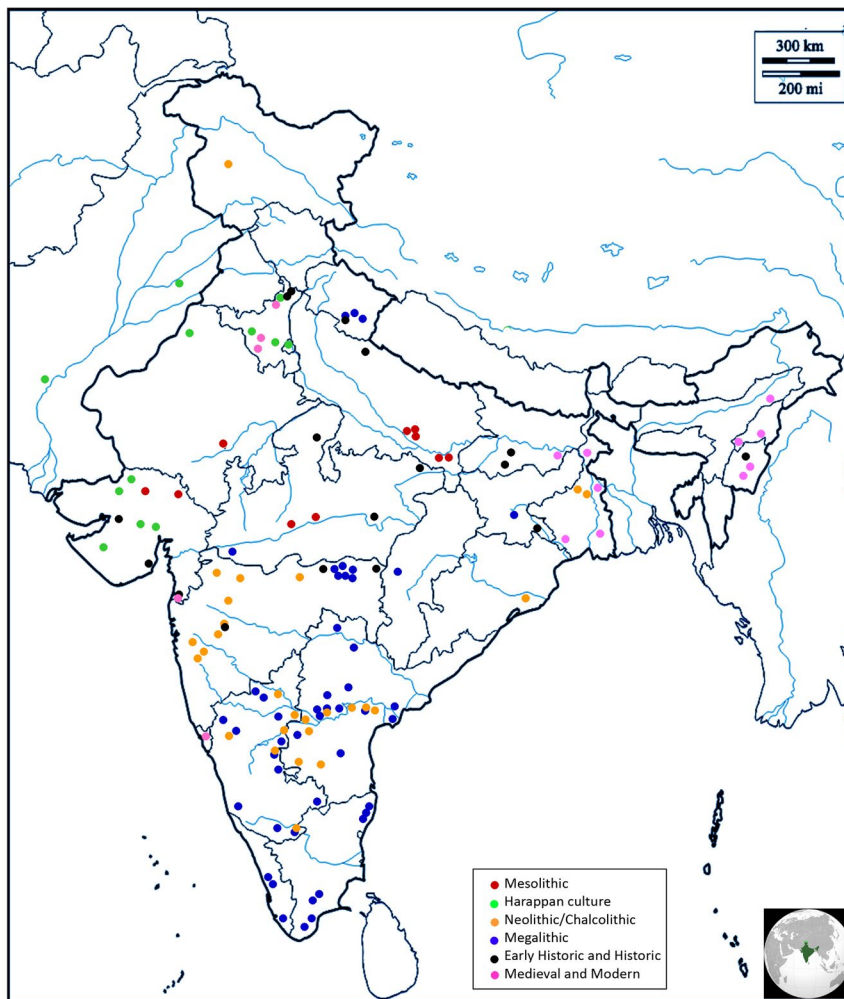 300 km
200 mi
Mesolithic
Harappan culture
Neolithic/Chalcolithic
Megalithic
Early Historic and Historic
Medieval and Modern